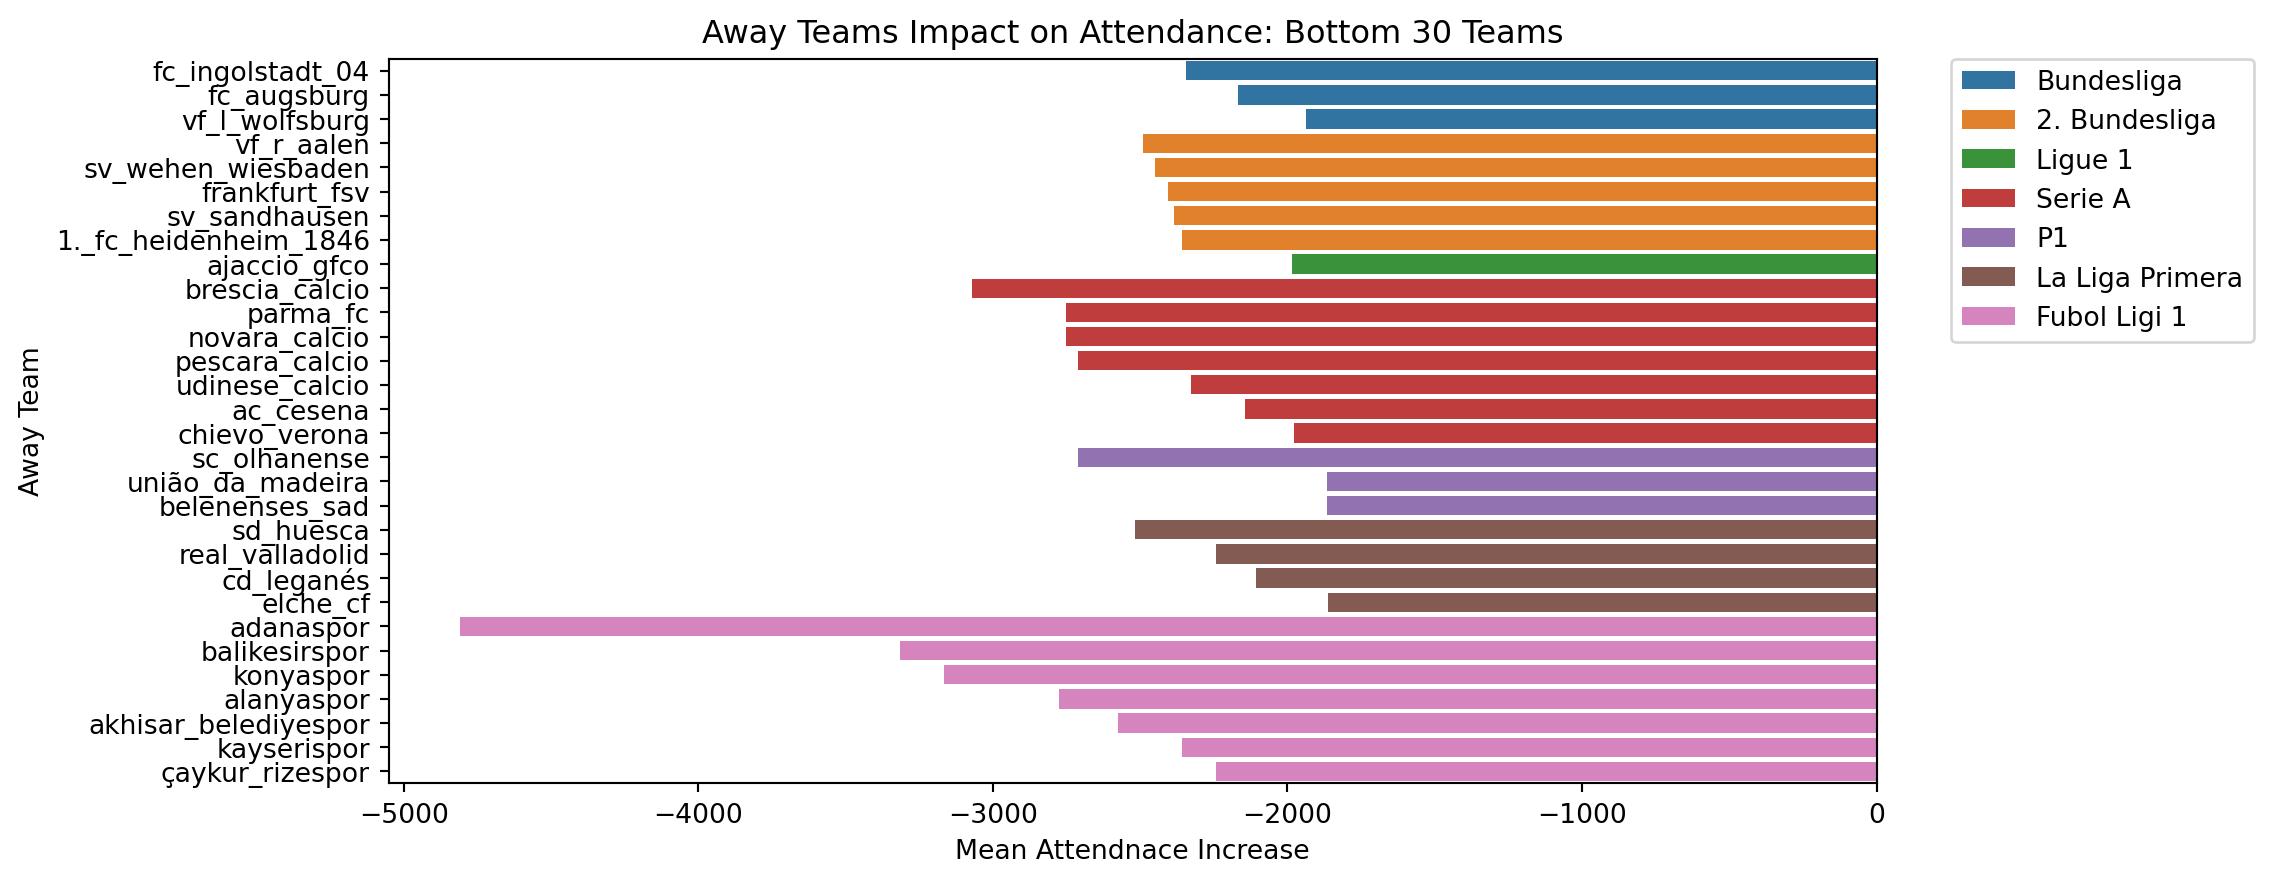 Away Teams Impact on Attendance: Bottom 30 Teams
fc_ingolstadt_04
fc_augsburg
vf_l_wolfsburg
vf_r_aalen
sv_wehen_wiesbaden
frankfurt_fsv
sv_sandhausen
1._fc_heidenheim_1846
ajaccio_gfco
brescia_calcio
parma_fc
novara_calcio
pescara_calcio
udinese_calcio
ac_cesena
chievo_verona
sc_olhanense
união_da_madeira
belenenses_sad
sd_huesca
real_valladolid
cd_leganés
elche_cf
adanaspor
balikesirspor
konyaspor
alanyaspor
akhisar_belediyespor
kayserispor
çaykur_rizespor
Away Team
−5000 −4000 −3000 −2000 −1000 0
Mean Attendnace Increase
Bundesliga
2. Bundesliga
Ligue 1
Serie A
P1
La Liga Primera
Fubol Ligi 1